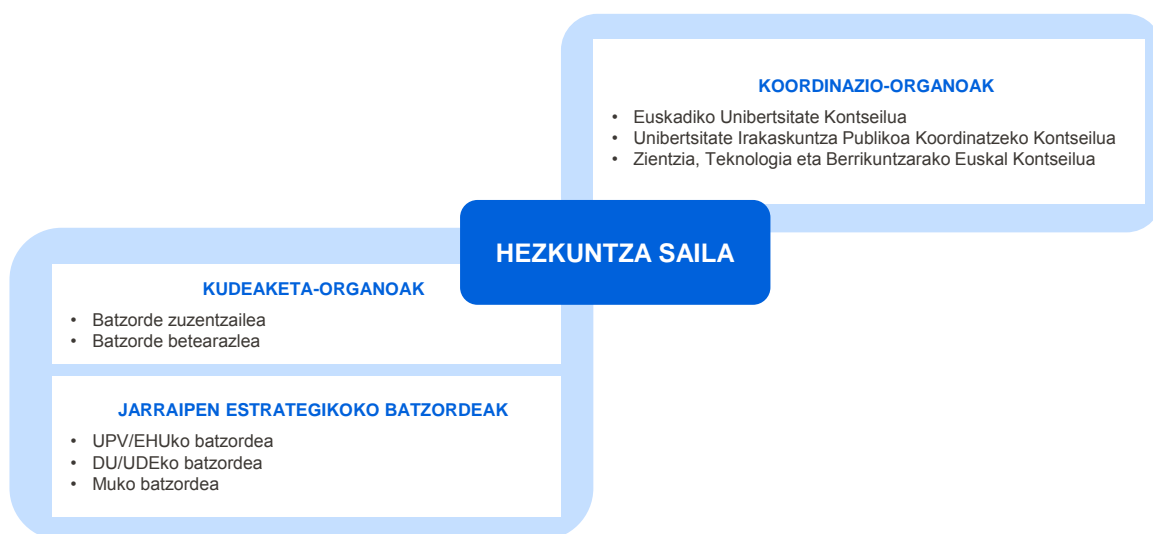 KOORDINAZIO-ORGANOAK
• Euskadiko Unibertsitate Kontseilua
• Unibertsitate Irakaskuntza Publikoa Koordinatzeko Kontseilua
• Zientzia, Teknologia eta Berrikuntzarako Euskal Kontseilua
HEZKUNTZA SAILA
KUDEAKETA-ORGANOAK
• Batzorde zuzentzailea
• Batzorde betearazlea
JARRAIPEN ESTRATEGIKOKO BATZORDEAK
• UPV/EHUko batzordea
• DU/UDEko batzordea
• Muko batzordea